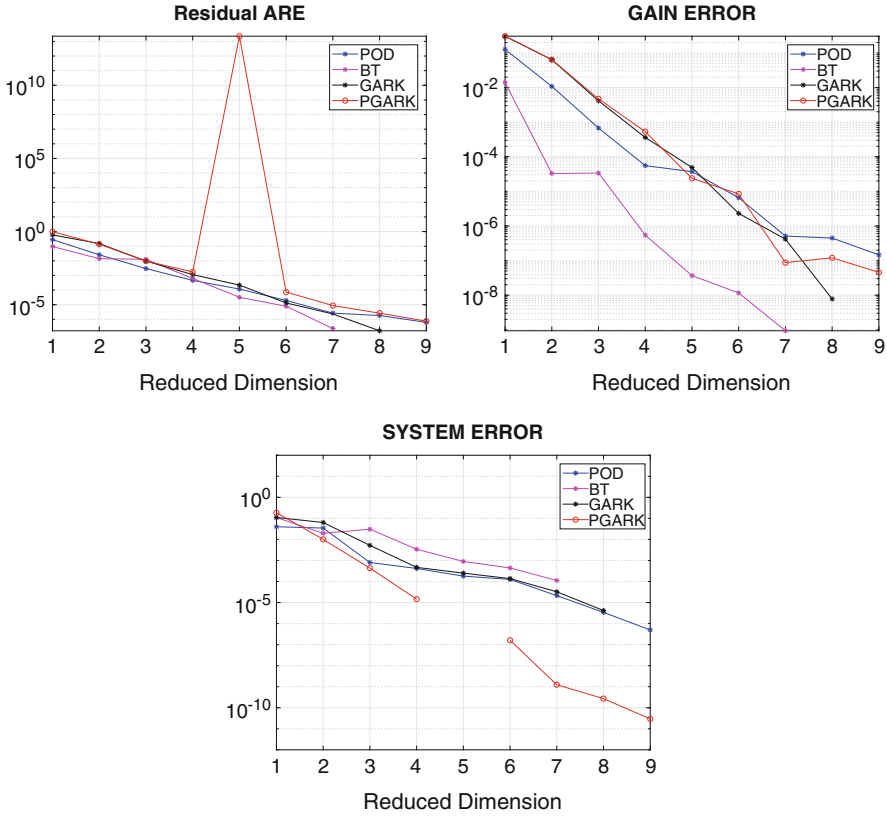 Residual ARE
10^10
10^5
10^0
10^-5
POD
BT
GARK
PGARK
1 2 3 4 5 6 7 8 9
Reduced Dimension
GAIN ERROR
10^-2
10^-4
10^-6
10^-8
POD
BT
GARK
PGARK
1 2 3 4 5 6 7 8 9
Reduced Dimension
SYSTEM ERROR
10^0
10^-5
10^-10
POD
BT
GARK
PGARK
1 2 3 4 5 6 7 8 9
Reduced Dimension